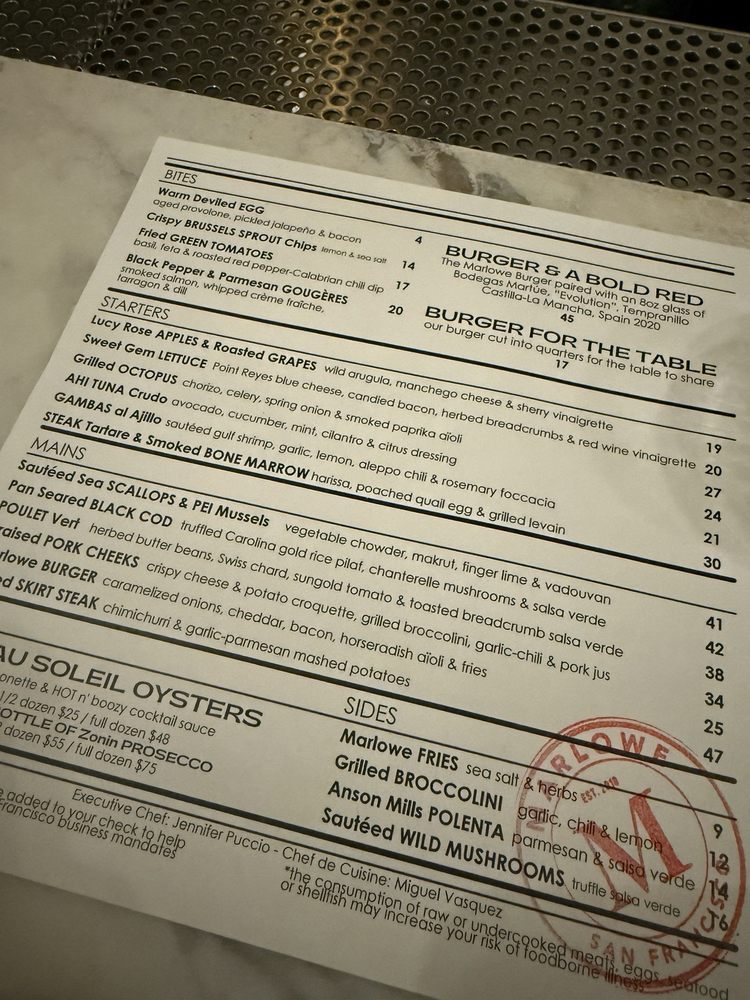 BITES
Warm Deviled EGG
aged provolone, pickled jalapeño & bacon 4
Crispy BRUSSELS SPROUT Chips lemon & sea salt 14
Fried GREEN TOMATOES
basil, feta & roasted red pepper-Calabrian chili dip 17
Black Pepper & Parmesan GOUGÈRES
smoked salmon, whipped crème fraîche, 20
tarragon & dill
BURGER & A BOLD RED
The Marlowe Burger paired with an 8oz glass of
Bodegas Martúe, "Evolution", Tempranillo
Castilla-La Mancha, Spain 2020
45
BURGER FOR THE TABLE
our burger cut into quarters for the table to share
17
STARTERS
Lucy Rose APPLES & Roasted GRAPES wild arugula, manchego cheese & sherry vinaigrette 19
Sweet Gem LETTUCE Point Reyes blue cheese, candied bacon, herbed breadcrumbs & red wine vinaigrette 20
Grilled OCTOPUS chorizo, celery, spring onion & smoked paprika aïoli 27
AHI TUNA Crudo avocado, cucumber, mint, cilantro & citrus dressing 24
GAMBAS al Ajillo sautéed gulf shrimp, garlic, lemon, aleppo chili & rosemary foccacia 21
STEAK Tartare & Smoked BONE MARROW harissa, poached quail egg & grilled levain 30
MAINS
Sautéed Sea SCALLOPS & PEI Mussels vegetable chowder, makrut, finger lime & vadouvan 41
Pan Seared BLACK COD truffled Carolina gold rice pilaf, chanterelle mushrooms & salsa verde 42
POULET Vert herbed butter beans, Swiss chard, sungold tomato & toasted breadcrumb salsa verde 38
raised PORK CHEEKS crispy cheese & potato croquette, grilled broccolini, garlic-chili & pork jus 34
rlowe BURGER caramelized onions, cheddar, bacon, horseradish aïoli & fries 25
ed SKIRT STEAK chimichurri & garlic-parmesan mashed potatoes 47
AU SOLEIL OYSTERS
onette & HOT n' boozy cocktail sauce
1/2 dozen $25 / full dozen $48
OTTLE OF Zonin PROSECCO
dozen $55 / full dozen $75
SIDES
Marlowe FRIES sea salt & herbs 9
Grilled BROCCOLINI garlic, chili & lemon 12
Anson Mills POLENTA parmesan & salsa verde 14
Sautéed WILD MUSHROOMS truffle salsa verde 16
MARLOWE
EST. 2010
M
SAN FRANCISCO
Executive Chef: Jennifer Puccio - Chef de Cuisine: Miguel Vasquez
e added to your check to help
Francisco business mandates
*the consumption of raw or undercooked meats, eggs, seafood
or shellfish may increase your risk of foodborne illness